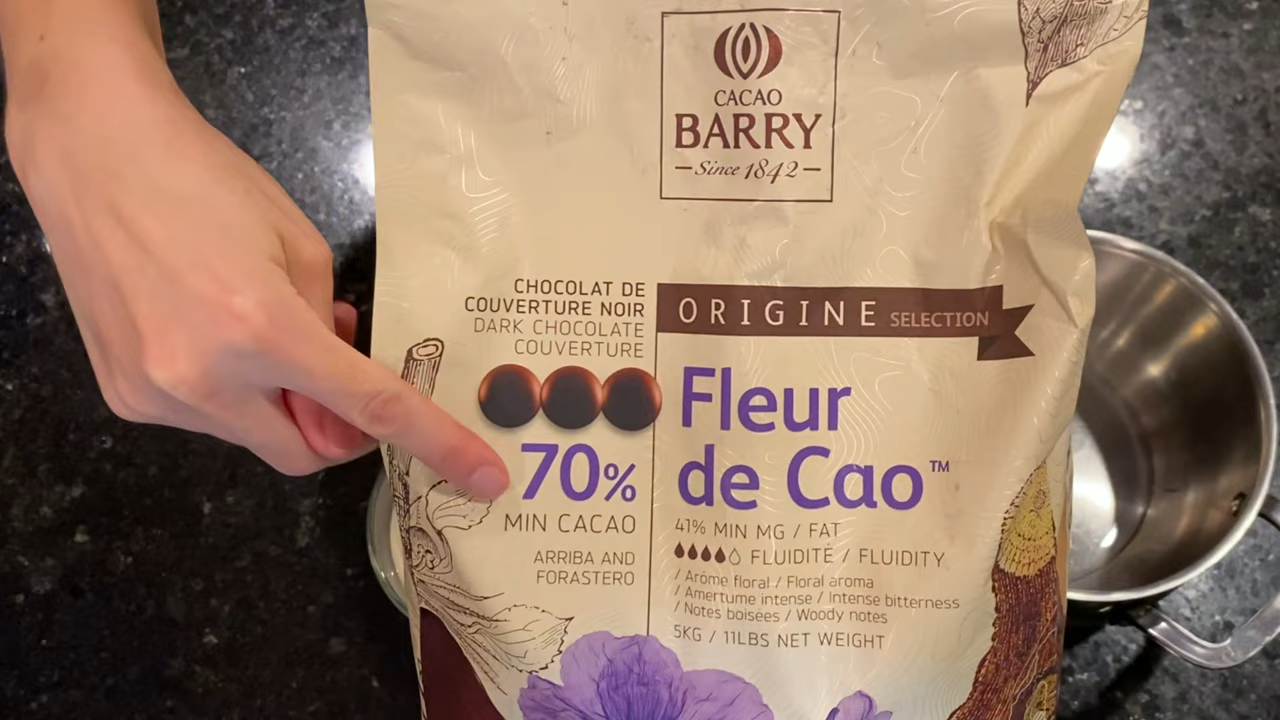 CACAO
BARRY
Since 1842
CHOCOLAT DE
COUVERTURE NOIR
DARK CHOCOLATE
COUVERTURE
70%
MIN CACAO
ARRIBA AND
FORASTERO
ORIGINE SELECTION
Fleur
de Cao™
41% MIN MG / FAT
FLUIDITÉ / FLUIDITY
/ Arôme floral / Floral aroma
/ Amertume intense / Intense bitterness
/ Notes boisées / Woody notes
5KG / 11LBS NET WEIGHT